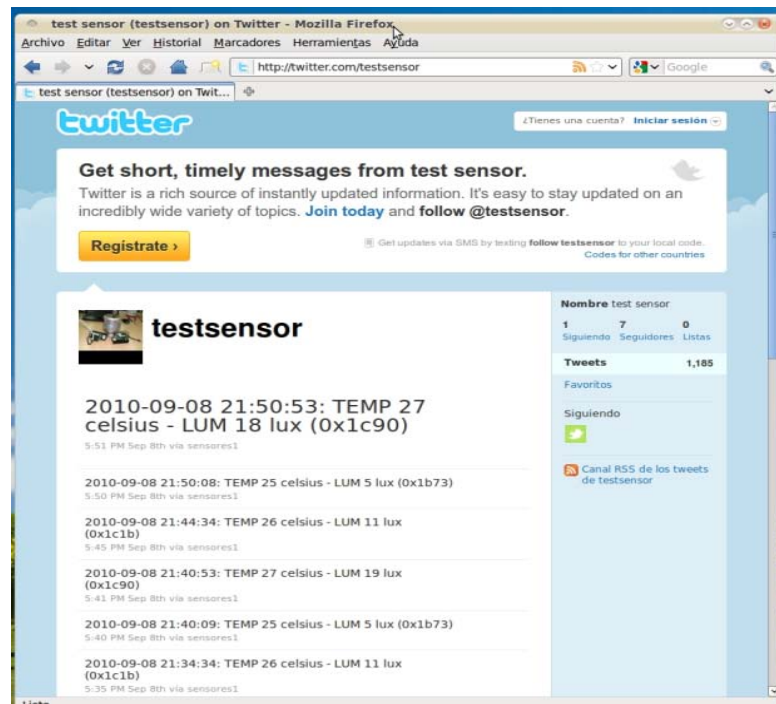 test sensor (testsensor) on Twitter - Mozilla Firefox
Archivo Editar Ver Historial Marcadores Herramientas Ayuda
http://twitter.com/testsensor
Google
test sensor (testsensor) on Twit...
twitter
¿Tienes una cuenta? Iniciar sesión
Get short, timely messages from test sensor.
Twitter is a rich source of instantly updated information. It's easy to stay updated on an
incredibly wide variety of topics. Join today and follow @testsensor.
Registrate ›
Get updates via SMS by texting follow testsensor to your local code.
Codes for other countries
testsensor
2010-09-08 21:50:53: TEMP 27
celsius - LUM 18 lux (0x1c90)
5:51 PM Sep 8th via sensores1
2010-09-08 21:50:08: TEMP 25 celsius - LUM 5 lux (0x1b73)
5:50 PM Sep 8th via sensores1
2010-09-08 21:44:34: TEMP 26 celsius - LUM 11 lux
(0x1c1b)
5:45 PM Sep 8th via sensores1
2010-09-08 21:40:53: TEMP 27 celsius - LUM 19 lux
(0x1c90)
5:41 PM Sep 8th via sensores1
2010-09-08 21:40:09: TEMP 25 celsius - LUM 5 lux (0x1b73)
5:40 PM Sep 8th via sensores1
2010-09-08 21:34:34: TEMP 26 celsius - LUM 11 lux
(0x1c1b)
5:35 PM Sep 8th via sensores1
Nombre test sensor
1 7 0
Siguiendo Seguidores Listas
Tweets 1,185
Favoritos
Siguiendo
Canal RSS de los tweets
de testsensor